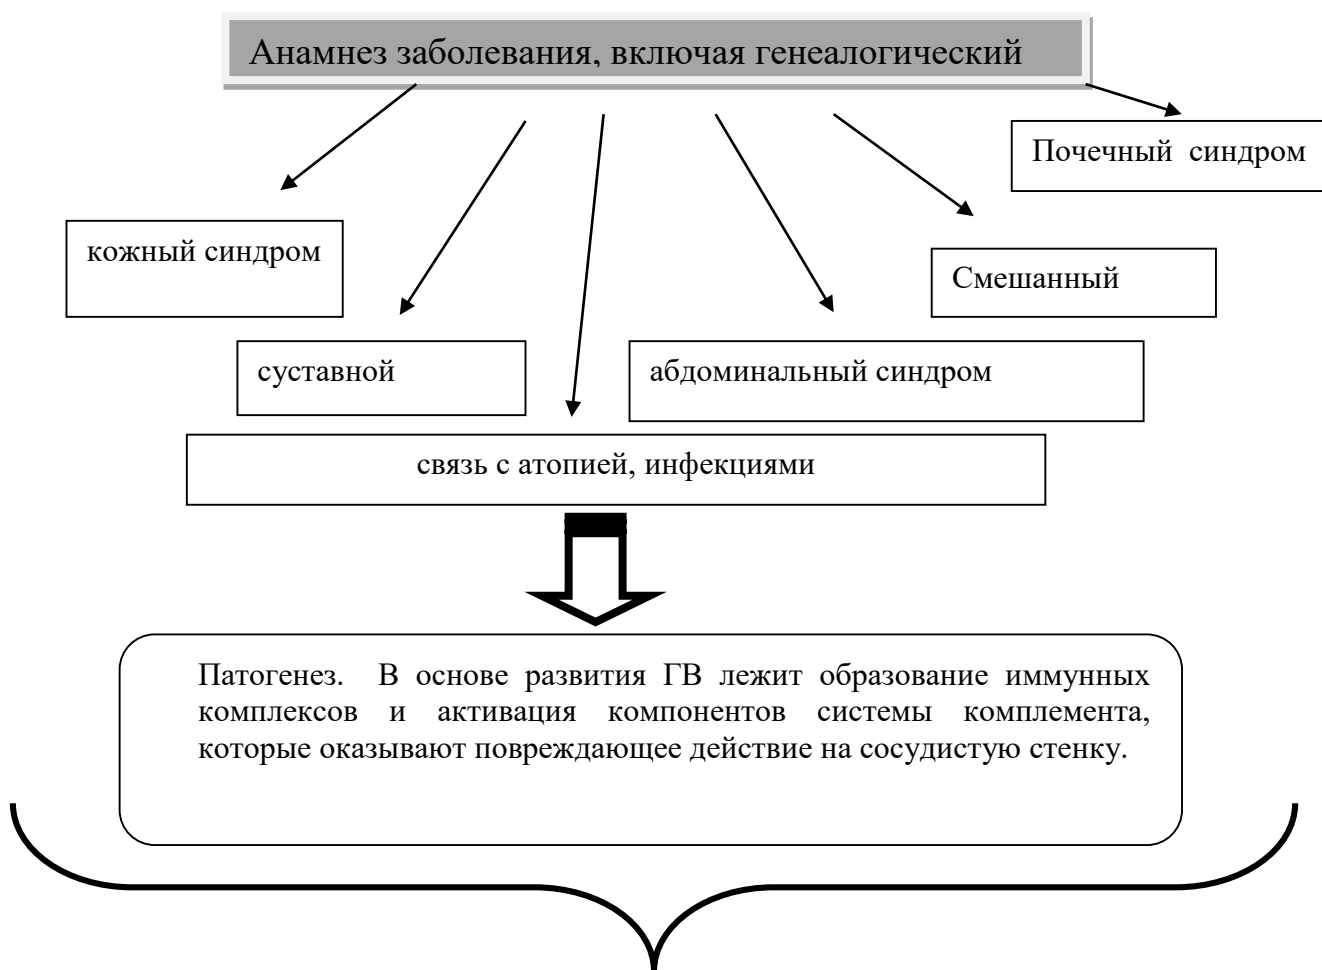 Анамнез заболевания, включая генеалогический
Почечный синдром
кожный синдром
Смешанный
суставной
абдоминальный синдром
связь с атопией, инфекциями
Патогенез. В основе развития ГВ лежит образование иммунных
комплексов и активация компонентов системы комплемента,
которые оказывают повреждающее действие на сосудистую стенку.